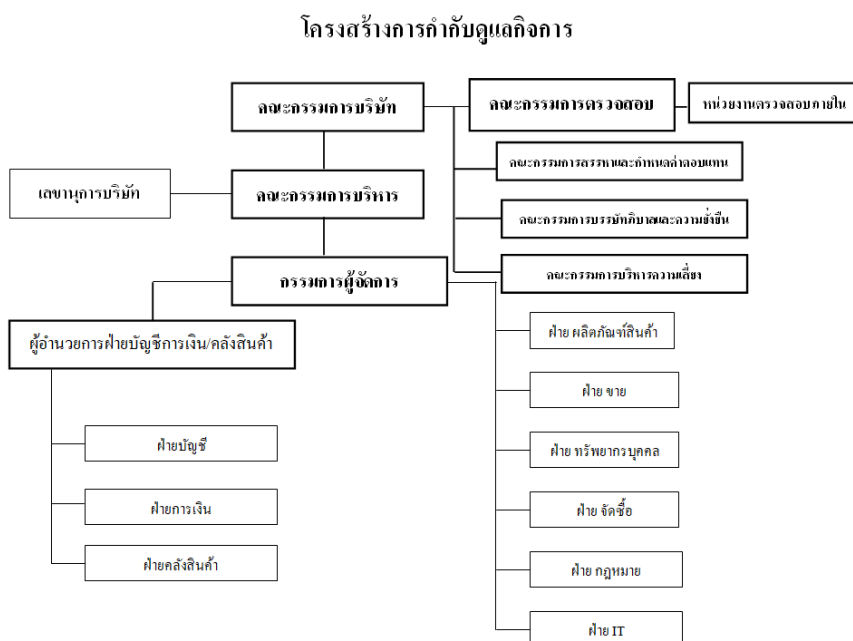 โครงสร้างการกำกับดูแลกิจการ
คณะกรรมการบริษัท
คณะกรรมการตรวจสอบ
หน่วยงานตรวจสอบภายใน
คณะกรรมการสรรหาและกำหนดค่าตอบแทน
เลขานุการบริษัท
คณะกรรมการบริหาร
คณะกรรมการบรรษัทภิบาลและความยั่งยืน
กรรมการผู้จัดการ
คณะกรรมการบริหารความเสี่ยง
ผู้อำนวยการฝ่ายบัญชีการเงิน/คลังสินค้า
ฝ่าย ผลิตภัณฑ์สินค้า
ฝ่าย ขาย
ฝ่ายบัญชี
ฝ่าย ทรัพยากรบุคคล
ฝ่ายการเงิน
ฝ่าย จัดซื้อ
ฝ่ายคลังสินค้า
ฝ่าย กฎหมาย
ฝ่าย IT